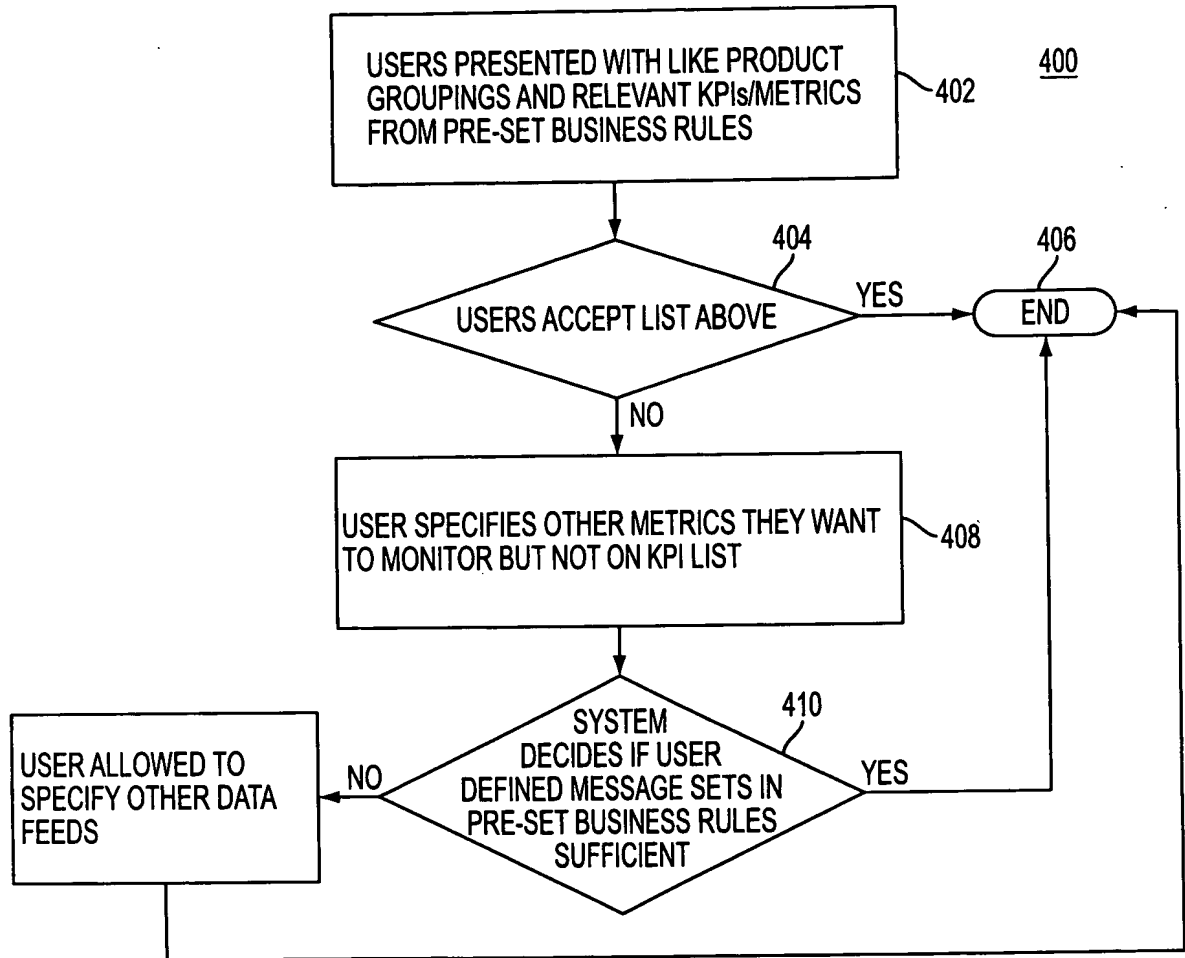 400
USERS PRESENTED WITH LIKE PRODUCT
GROUPINGS AND RELEVANT KPIs/METRICS
FROM PRE-SET BUSINESS RULES
402
404
USERS ACCEPT LIST ABOVE
YES
406
END
NO
USER SPECIFIES OTHER METRICS THEY WANT
TO MONITOR BUT NOT ON KPI LIST
408
410
SYSTEM
DECIDES IF USER
DEFINED MESSAGE SETS IN
PRE-SET BUSINESS RULES
SUFFICIENT
YES
NO
USER ALLOWED TO
SPECIFY OTHER DATA
FEEDS